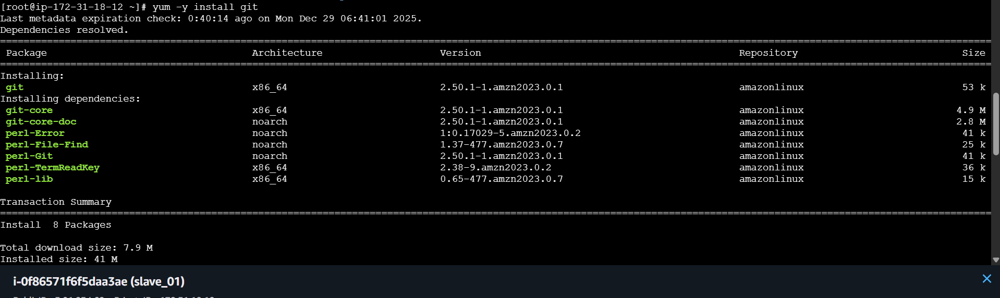 [root@ip-172-31-18-12 ~]# yum -y install git
Last metadata expiration check: 0:40:14 ago on Mon Dec 29 06:41:01 2025.
Dependencies resolved.
Package Architecture Version Repository Size
Installing:
git x86_64 2.50.1-1.amzn2023.0.1 amazonlinux 53 k
Installing dependencies:
git-core x86_64 2.50.1-1.amzn2023.0.1 amazonlinux 4.9 M
git-core-doc noarch 2.50.1-1.amzn2023.0.1 amazonlinux 2.8 M
perl-Error noarch 1:0.17029-5.amzn2023.0.2 amazonlinux 41 k
perl-File-Find noarch 1.37-477.amzn2023.0.7 amazonlinux 25 k
perl-Git noarch 2.50.1-1.amzn2023.0.1 amazonlinux 41 k
perl-TermReadKey x86_64 2.38-9.amzn2023.0.2 amazonlinux 36 k
perl-lib x86_64 0.65-477.amzn2023.0.7 amazonlinux 15 k
Transaction Summary
Install 8 Packages
Total download size: 7.9 M
Installed size: 41 M
i-0f86571f6f5daa3ae (slave_01)